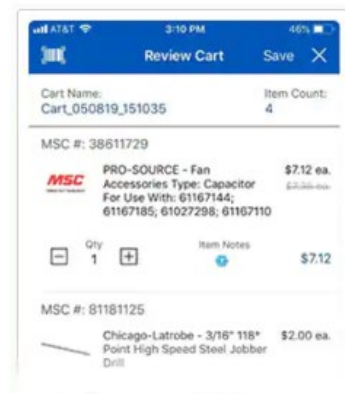 AT&T 3:10 PM 46%
Review Cart Save
Cart Name: Item Count:
Cart_050819_151035 4
MSC #: 38611729
PRO-SOURCE - Fan $7.12 ea.
MSC Accessories Type: Capacitor
For Use With: 61167144;
61167185; 61027298; 61167110
Qty Item Notes
1 $7.12
MSC #: 81181125
Chicago-Latrobe - 3/16" 118° $2.00 ea.
Point High Speed Steel Jobber
Drill